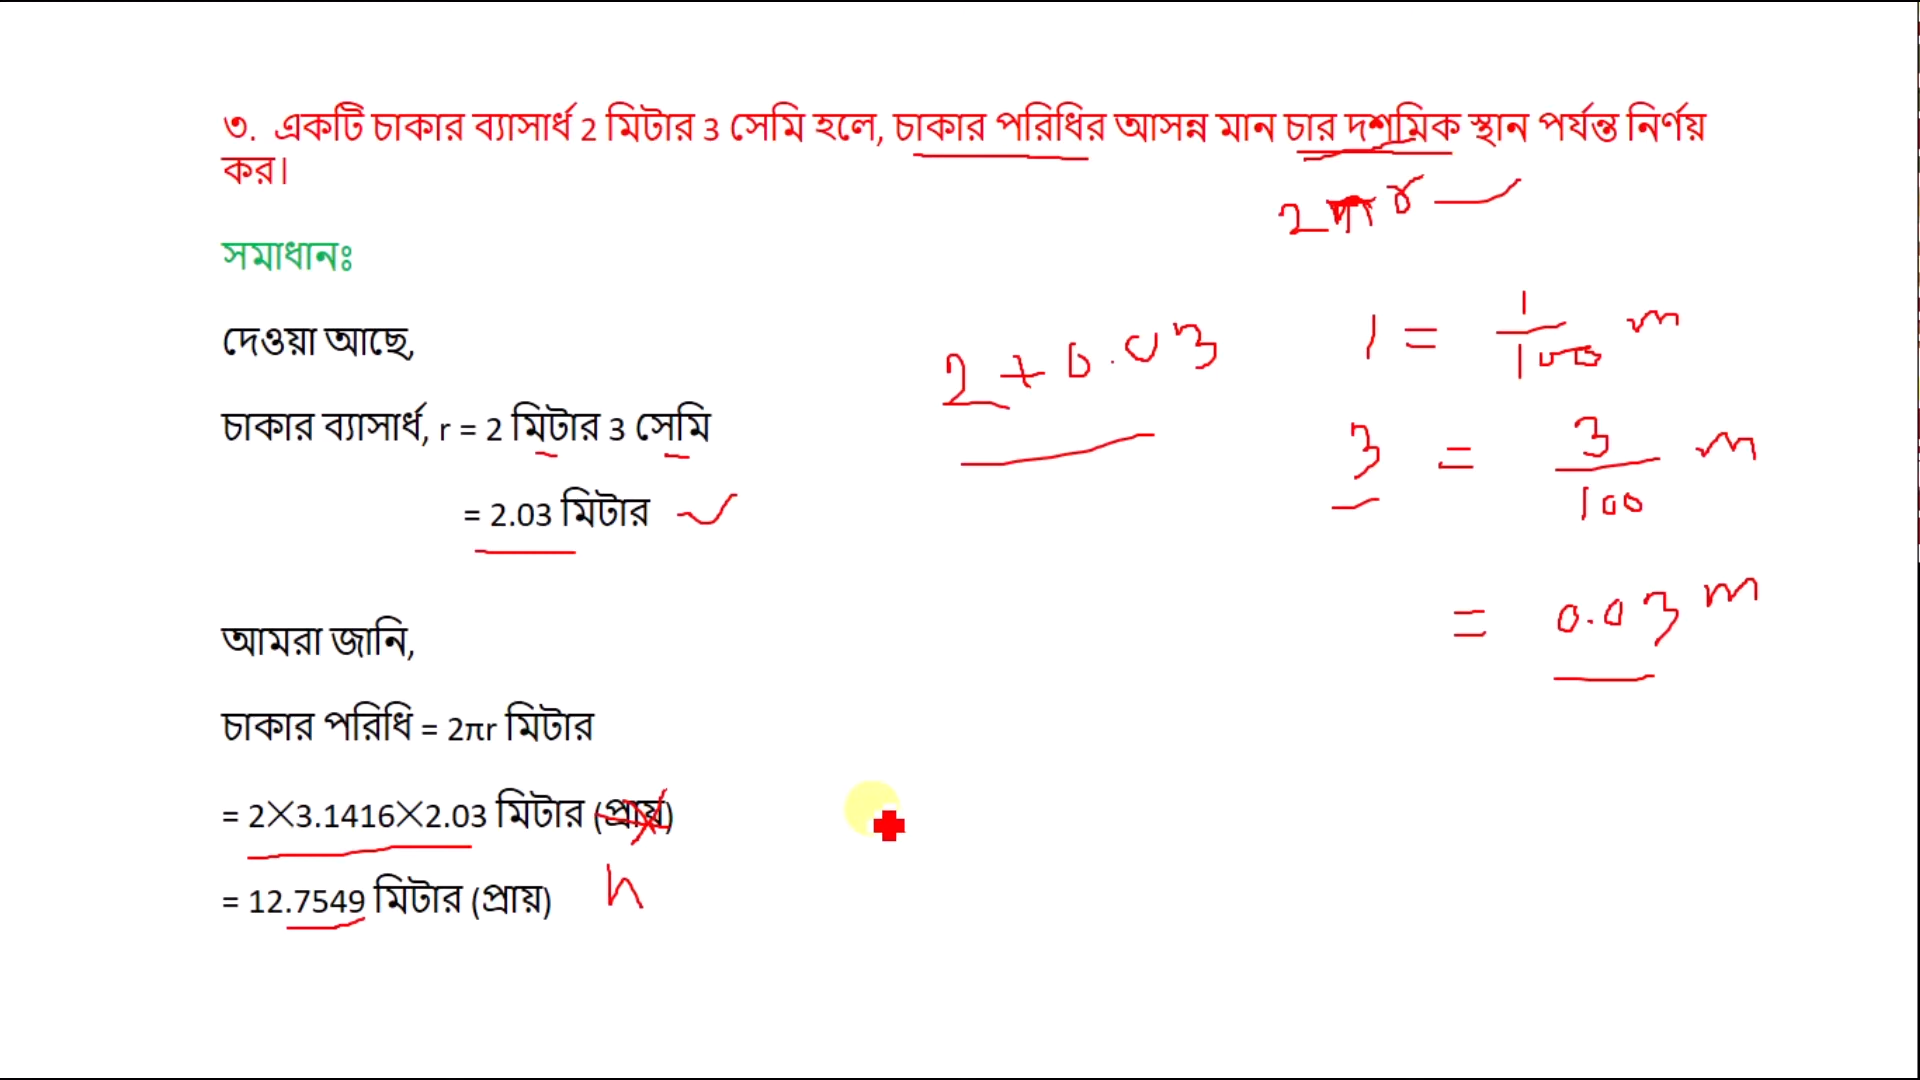 ৩. একটি চাকার ব্যাসার্ধ 2 মিটার 3 সেমি হলে, চাকার পরিধির আসন্ন মান চার দশমিক স্থান পর্যন্ত নির্ণয়
কর।
2πr
সমাধানঃ
দেওয়া আছে,
2 + 0.03
1 = 1/100 m
চাকার ব্যাসার্ধ, r = 2 মিটার 3 সেমি
3 = 3/100 m
= 2.03 মিটার
= 0.03 m
আমরা জানি,
চাকার পরিধি = 2πr মিটার
= 2×3.1416×2.03 মিটার (প্রায়)
= 12.7549 মিটার (প্রায়)